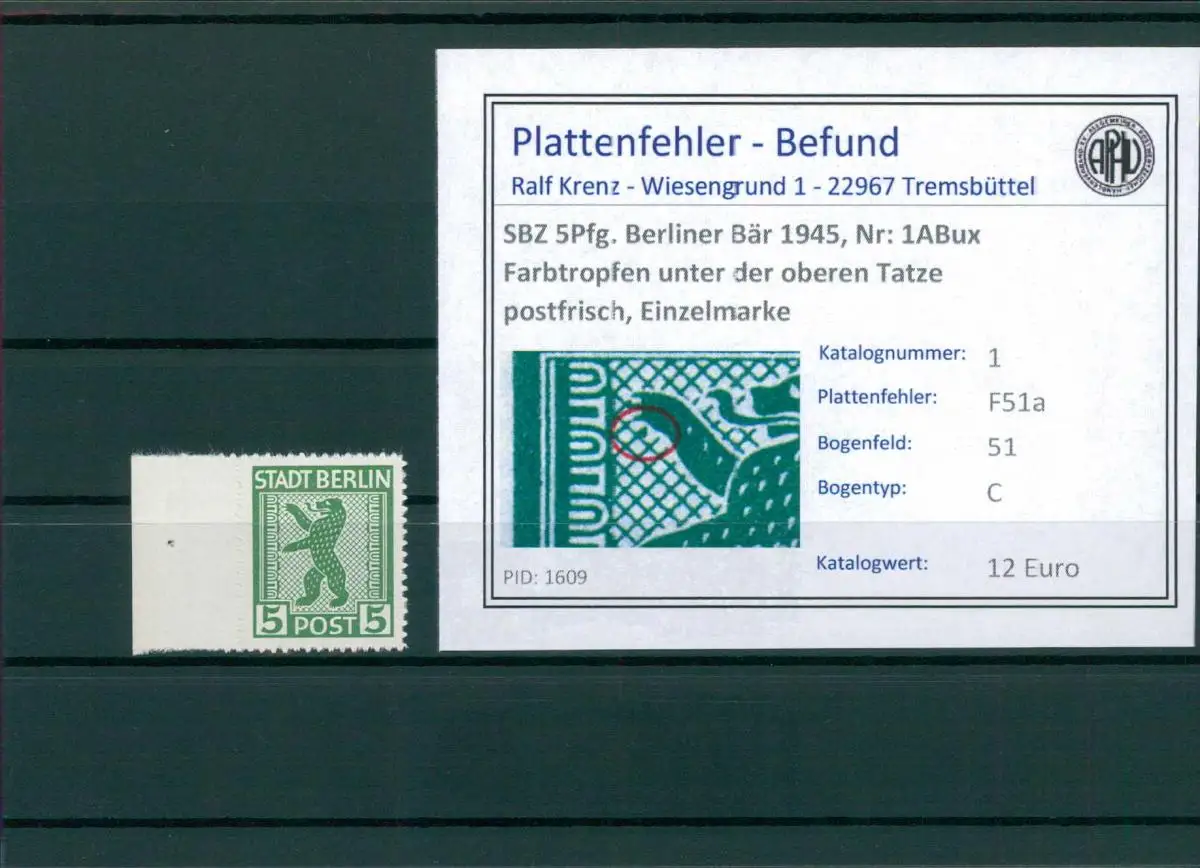 STADT BERLIN
5 POST 5
Plattenfehler - Befund
Ralf Krenz - Wiesengrund 1 - 22967 Tremsbüttel
APHV
SBZ 5Pfg. Berliner Bär 1945, Nr: 1ABux
Farbtropfen unter der oberen Tatze
postfrisch, Einzelmarke
Katalognummer: 1
Plattenfehler: F51a
Bogenfeld: 51
Bogentyp: C
Katalogwert: 12 Euro
PID: 1609